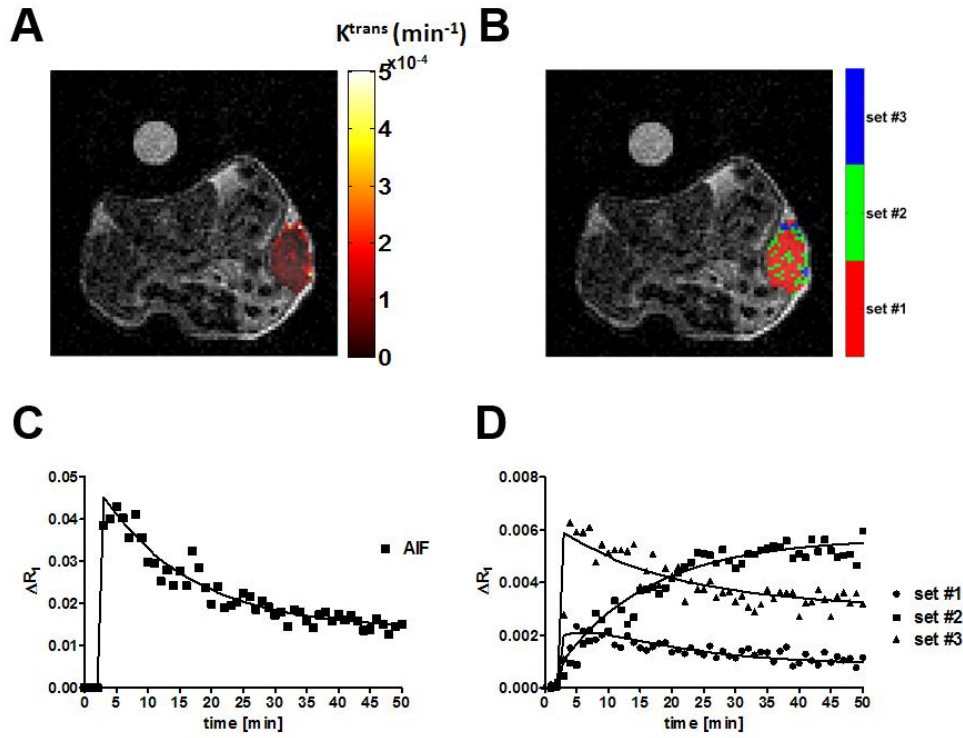 A
K^trans (min^-1)
5 x10^-4
4
3
2
1
0
B
set #3
set #2
set #1
C
0.05
0.04
0.03
0.02
0.01
0.00
ΔR₁
0 5 10 15 20 25 30 35 40 45 50
time [min]
AIF
D
0.008
0.006
0.004
0.002
0.000
ΔR₁
0 5 10 15 20 25 30 35 40 45 50
time [min]
set #1
set #2
set #3